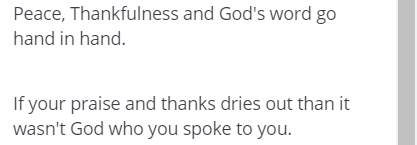 Peace, Thankfulness and God's word go
hand in hand.
If your praise and thanks dries out than it
wasn't God who you spoke to you.